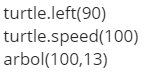 turtle.left(90)
turtle.speed(100)
arbol(100,13)